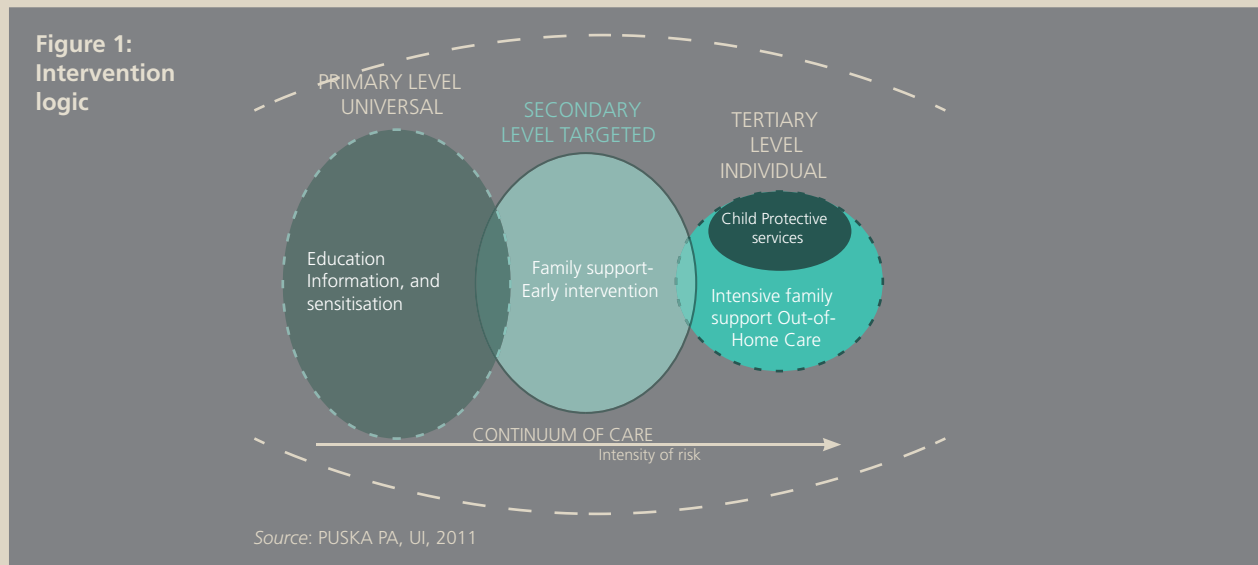 Figure 1:
Intervention
logic
PRIMARY LEVEL
UNIVERSAL
SECONDARY
LEVEL TARGETED
TERTIARY
LEVEL
INDIVIDUAL
Education
Information, and
sensitisation
Family support-
Early intervention
Child Protective
services
Intensive family
support Out-of-
Home Care
CONTINUUM OF CARE
Intensity of risk
Source: PUSKA PA, UI, 2011